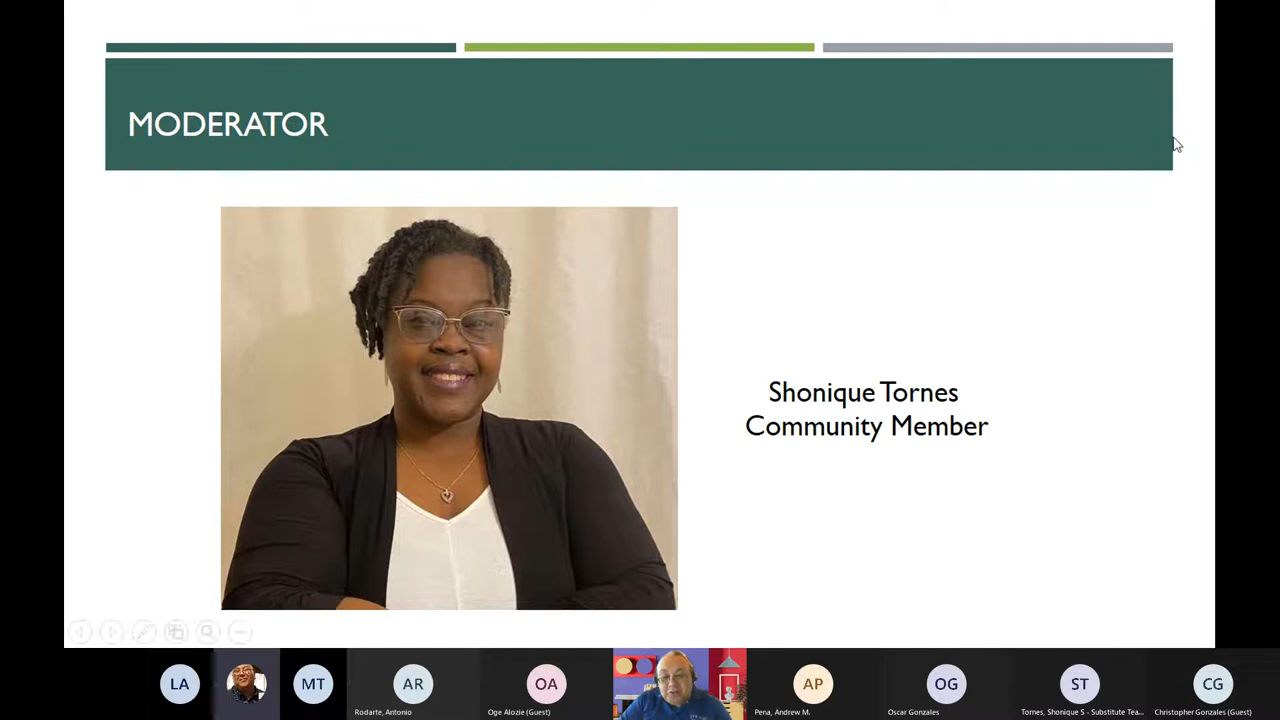 MODERATOR
Shonique Tornes
Community Member
LA
MT
AR
OA
AP
OG
ST
CG
Rodarte, Antonio
Oge Alozie (Guest)
Pena, Andrew M.
Oscar Gonzales
Tornes, Shonique S - Substitute Tea...
Christopher Gonzales (Guest)